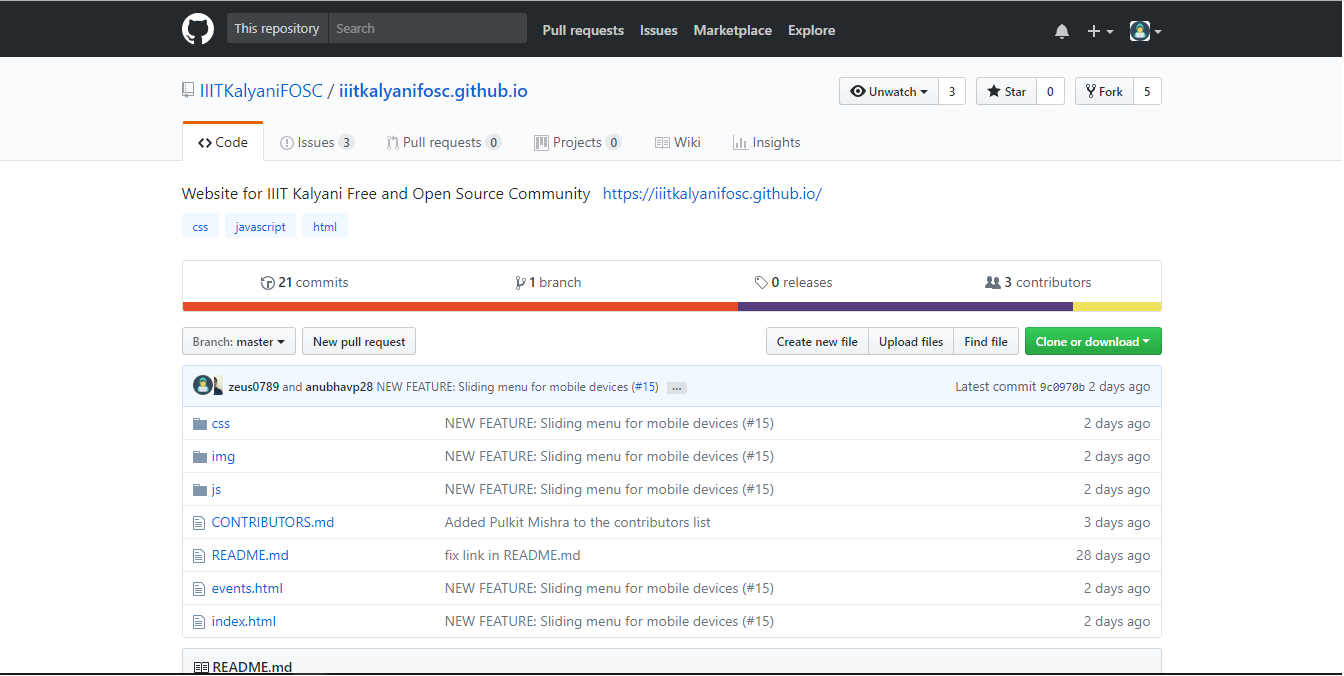 This repository Search Pull requests Issues Marketplace Explore
IIITKalyaniFOSC / iiitkalyanifosc.github.io Unwatch 3 Star 0 Fork 5
Code Issues 3 Pull requests 0 Projects 0 Wiki Insights
Website for IIIT Kalyani Free and Open Source Community https://iiitkalyanifosc.github.io/
css javascript html
21 commits 1 branch 0 releases 3 contributors
Branch: master New pull request Create new file Upload files Find file Clone or download
zeus0789 and anubhavp28 NEW FEATURE: Sliding menu for mobile devices (#15) ... Latest commit 9c0970b 2 days ago
css NEW FEATURE: Sliding menu for mobile devices (#15) 2 days ago
img NEW FEATURE: Sliding menu for mobile devices (#15) 2 days ago
js NEW FEATURE: Sliding menu for mobile devices (#15) 2 days ago
CONTRIBUTORS.md Added Pulkit Mishra to the contributors list 3 days ago
README.md fix link in README.md 28 days ago
events.html NEW FEATURE: Sliding menu for mobile devices (#15) 2 days ago
index.html NEW FEATURE: Sliding menu for mobile devices (#15) 2 days ago
README.md